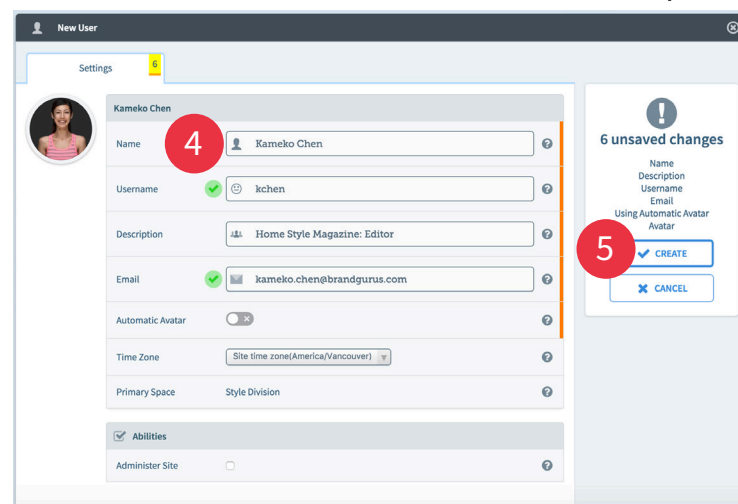 New User
Settings 6
Kameko Chen
Name 4 Kameko Chen
Username kchen
Description Home Style Magazine: Editor
Email kameko.chen@brandgurus.com
Automatic Avatar
Time Zone Site time zone(America/Vancouver)
Primary Space Style Division
Abilities
Administer Site
6 unsaved changes
Name
Description
Username
Email
Using Automatic Avatar
Avatar
5 CREATE
CANCEL